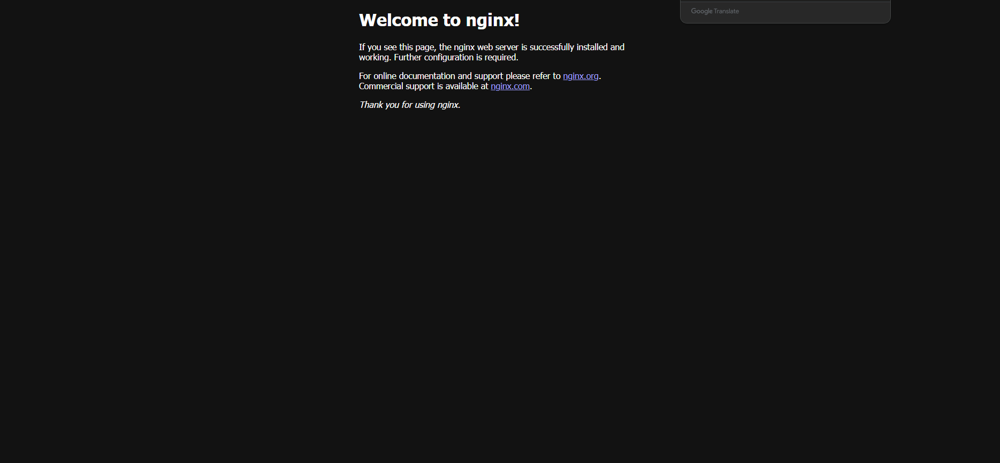 Google Translate
Welcome to nginx!
If you see this page, the nginx web server is successfully installed and
working. Further configuration is required.
For online documentation and support please refer to nginx.org.
Commercial support is available at nginx.com.
Thank you for using nginx.